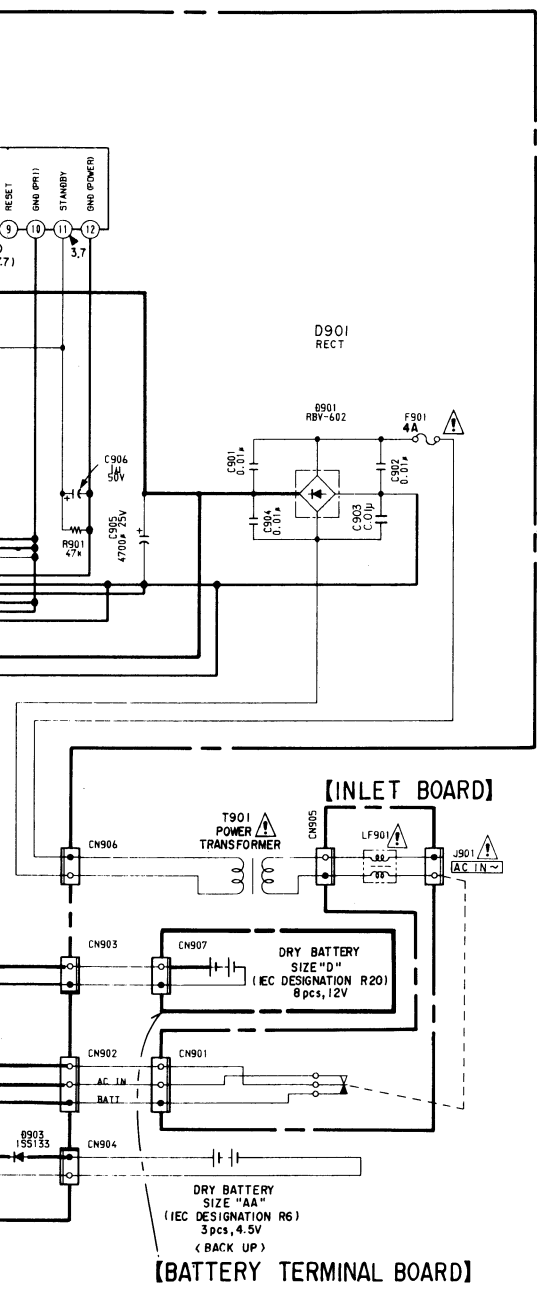 RESET
GND (PRI)
STANDBY
GND (POWER)
9
10
11
12
3.7
.7)
D901
RECT
D901
RBV-602
F901
4A
C901
0.01µ
C902
0.01µ
C904
0.01µ
C903
C.01µ
C906
1µ
50V
R901
47K
C905
4700µ 25V
【INLET BOARD】
T901
POWER
TRANSFORMER
CN905
LF901
J901
AC IN ~
CN906
CN903
CN907
DRY BATTERY
SIZE "D"
(IEC DESIGNATION R20)
8pcs, 12V
CN902
CN901
AC IN
BATT
D903
1SS133
CN904
DRY BATTERY
SIZE "AA"
(IEC DESIGNATION R6)
3pcs, 4.5V
(BACK UP)
【BATTERY TERMINAL BOARD】